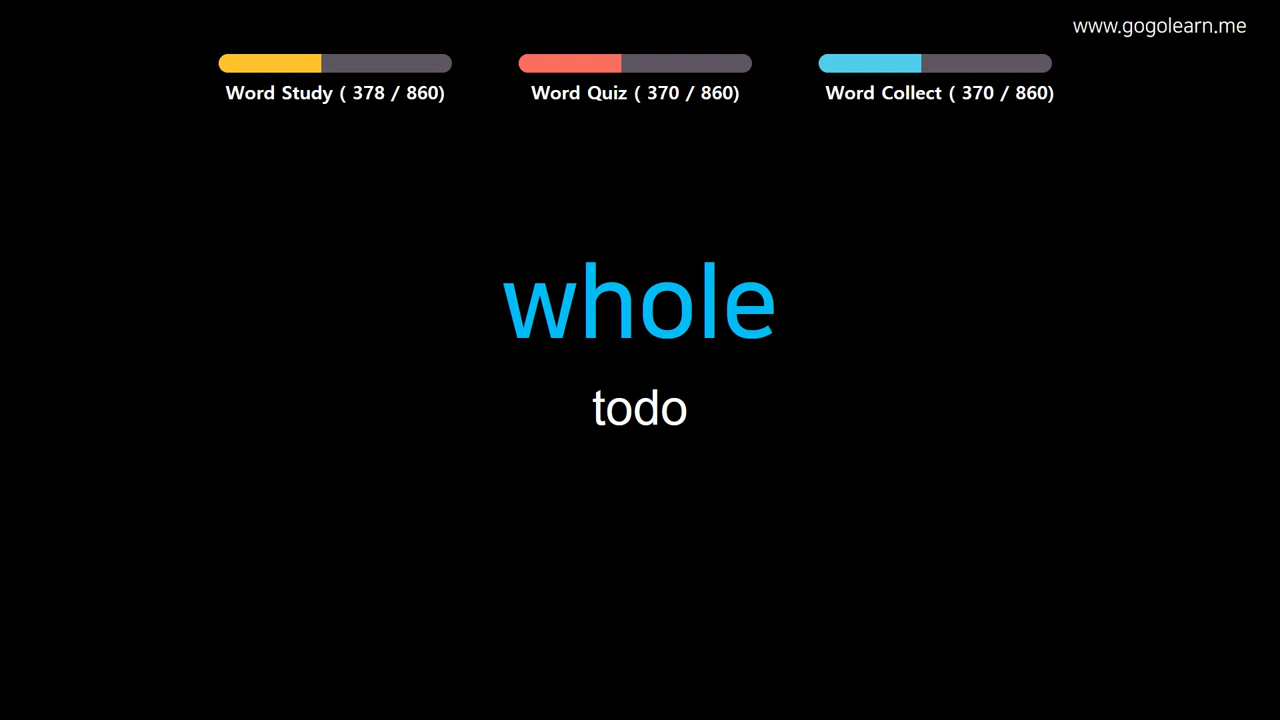 www.gogolearn.me
Word Study ( 378 / 860)
Word Quiz ( 370 / 860)
Word Collect ( 370 / 860)
whole
todo